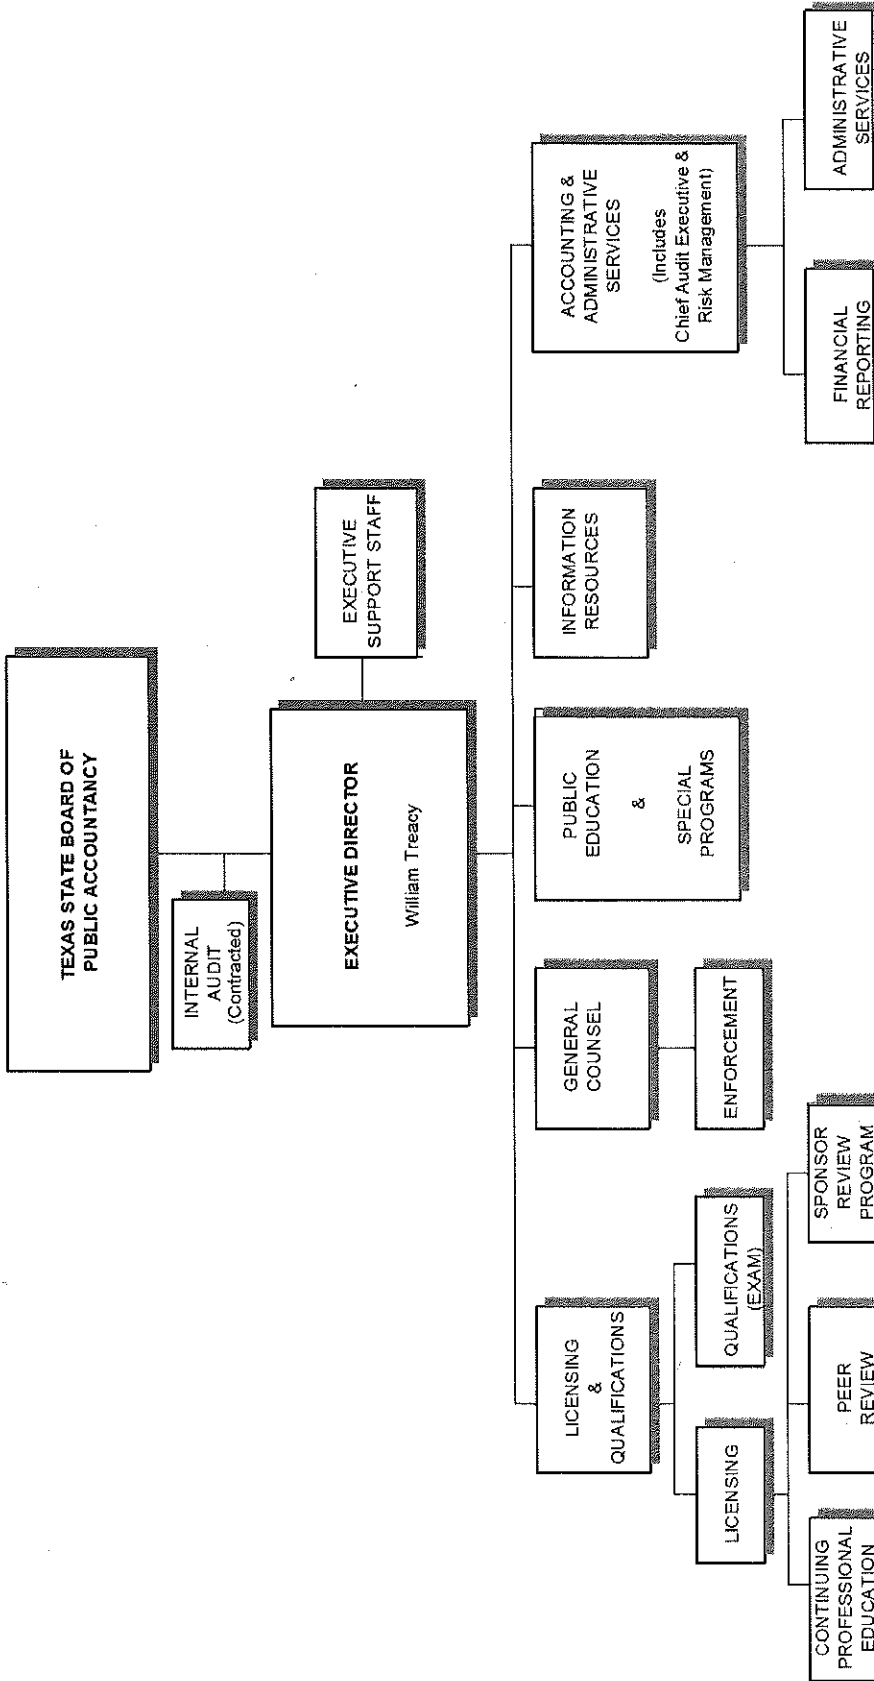 TEXAS STATE BOARD OF
PUBLIC ACCOUNTANCY
INTERNAL
AUDIT
(Contracted)
EXECUTIVE DIRECTOR
William Treacy
EXECUTIVE
SUPPORT STAFF
LICENSING
&
QUALIFICATIONS
GENERAL
COUNSEL
PUBLIC
EDUCATION
&
SPECIAL
PROGRAMS
INFORMATION
RESOURCES
ACCOUNTING &
ADMINISTRATIVE
SERVICES
(Includes
Chief Audit Executive &
Risk Management)
LICENSING
QUALIFICATIONS
(EXAM)
ENFORCEMENT
CONTINUING
PROFESSIONAL
EDUCATION
PEER
REVIEW
SPONSOR
REVIEW
PROGRAM
FINANCIAL
REPORTING
ADMINISTRATIVE
SERVICES